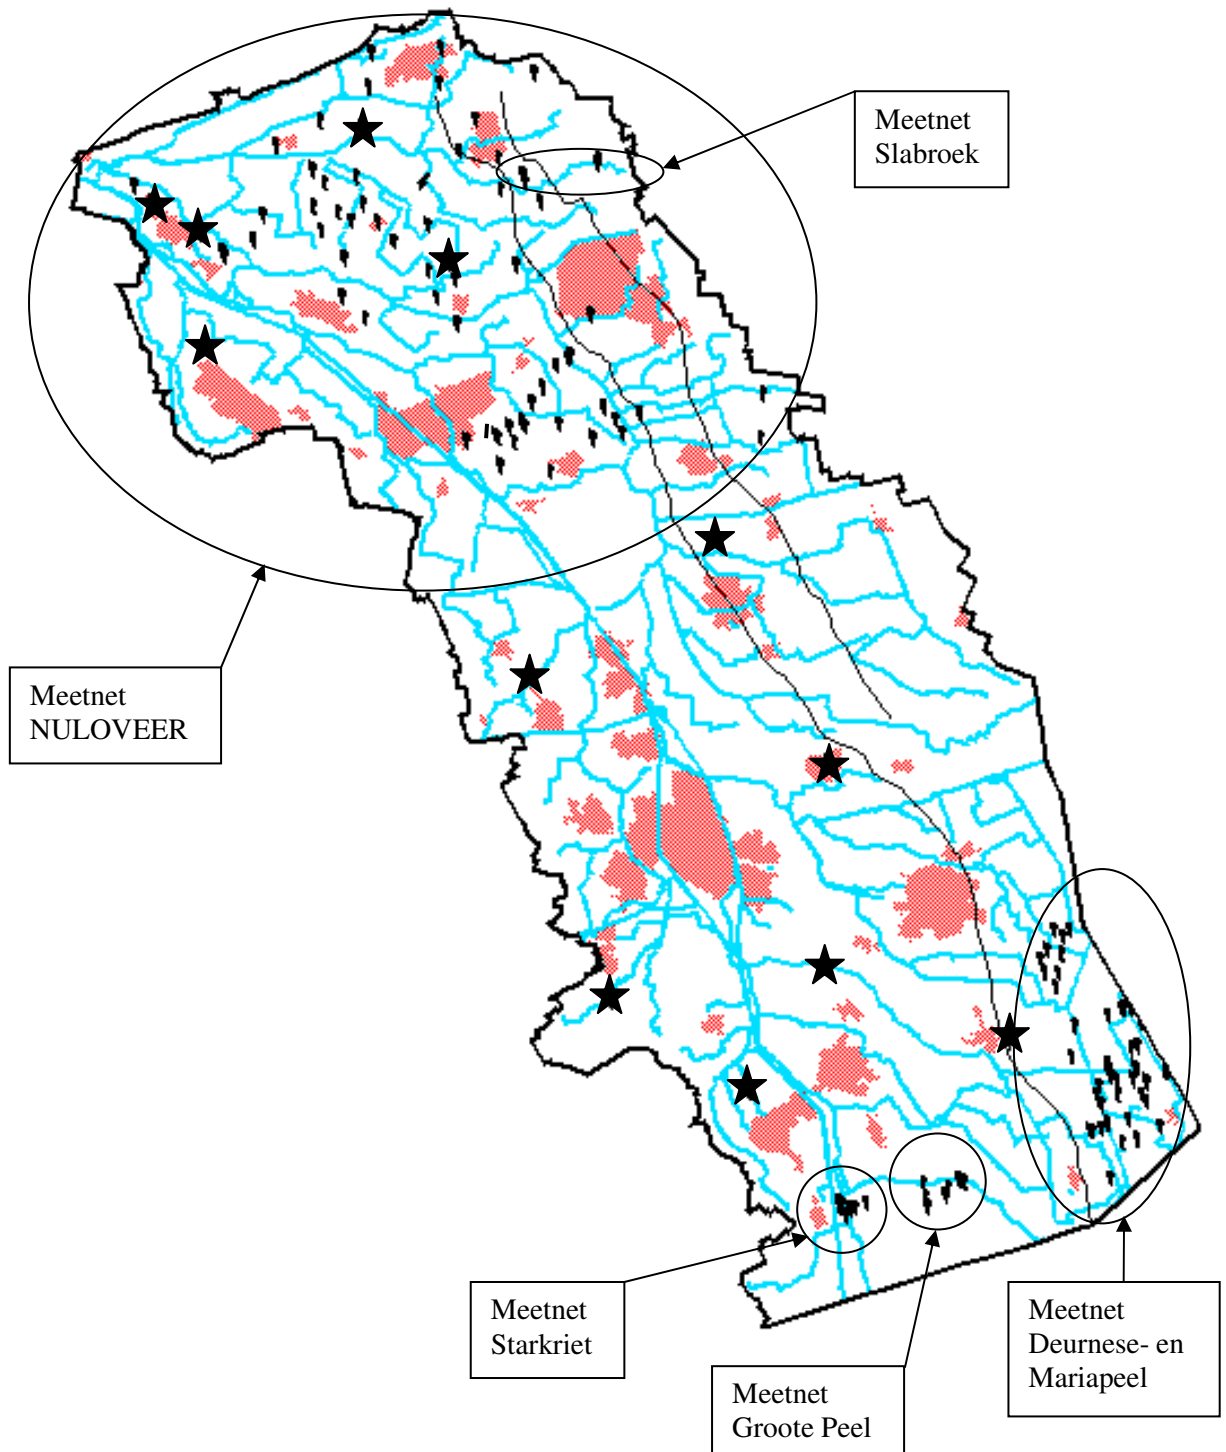 Meetnet
Slabroek
Meetnet
NULOVEER
Meetnet
Starkriet
Meetnet
Groote Peel
Meetnet
Deurnese- en
Mariapeel